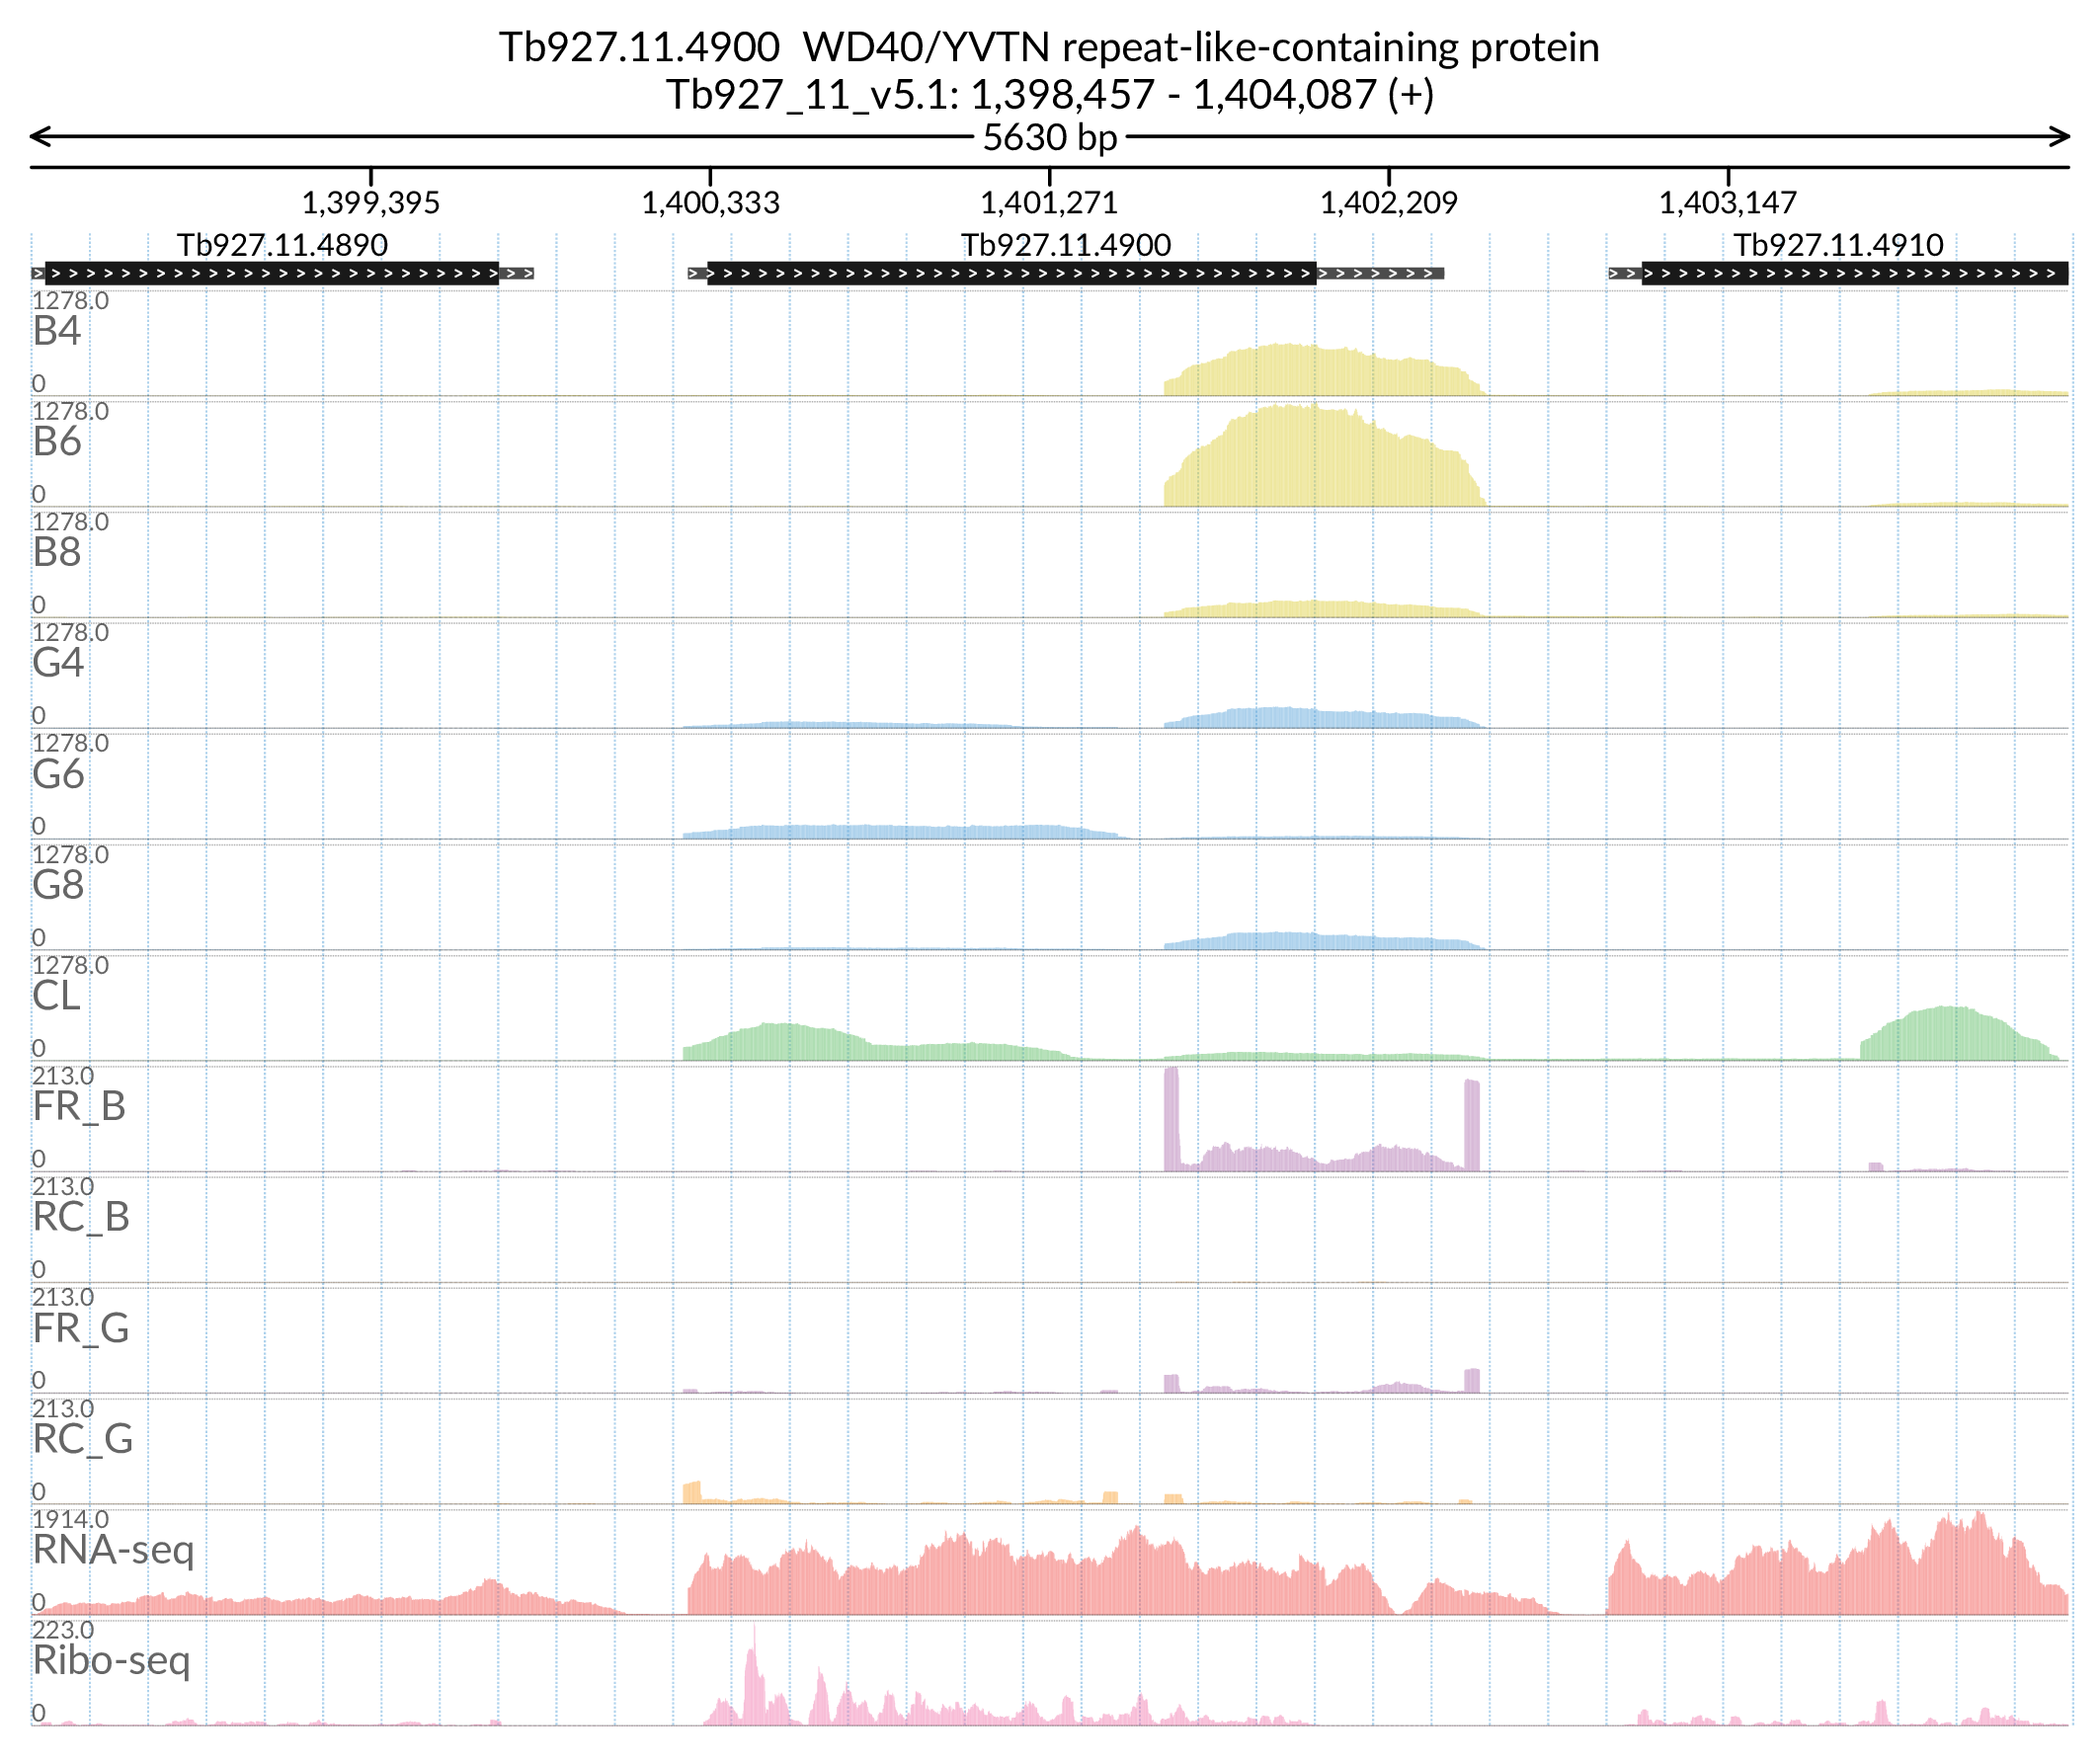 Tb927.11.4900  WD40/YVTN repeat-like-containing protein
Tb927_11_v5.1: 1,398,457 - 1,404,087 (+)
5630 bp
1,399,395 1,400,333 1,401,271 1,402,209 1,403,147
Tb927.11.4890 Tb927.11.4900 Tb927.11.4910
1278.0
B4
0
1278.0
B6
0
1278.0
B8
0
1278.0
G4
0
1278.0
G6
0
1278.0
G8
0
1278.0
CL
0
213.0
FR_B
0
213.0
RC_B
0
213.0
FR_G
0
213.0
RC_G
0
1914.0
RNA-seq
0
223.0
Ribo-seq
0